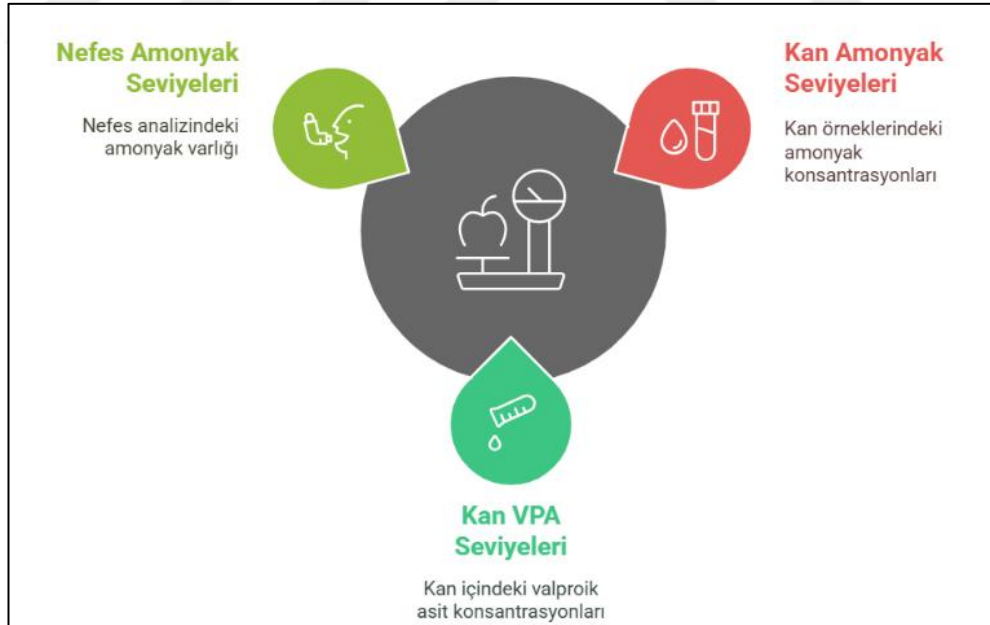 Nefes Amonyak
Seviyeleri
Nefes analizindeki
amonyak varlığı
Kan Amonyak
Seviyeleri
Kan örneklerindeki
amonyak
konsantrasyonları
Kan VPA
Seviyeleri
Kan içindeki valproik
asit konsantrasyonları